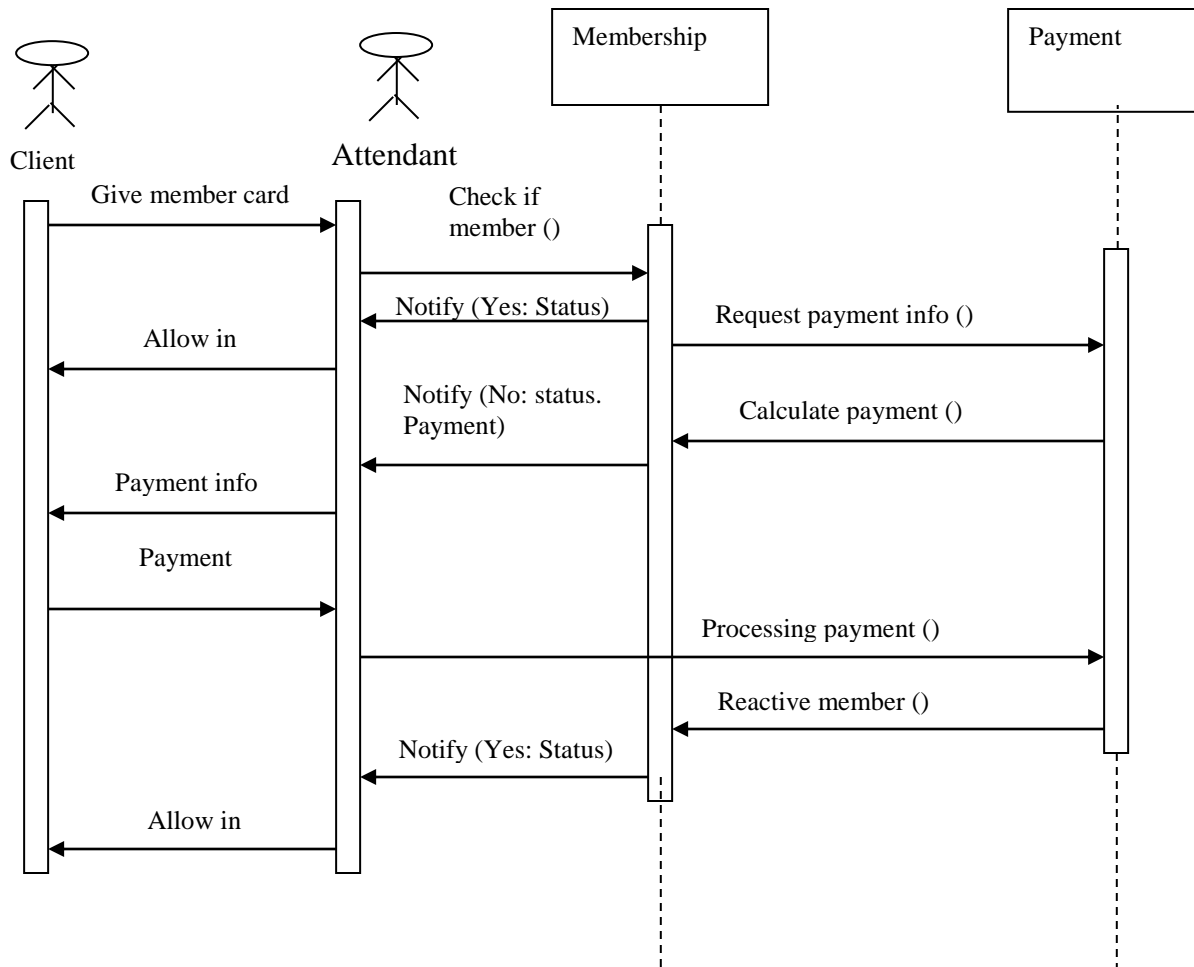 Membership
Payment
Client
Attendant
Give member card
Check if
member ()
Notify (Yes: Status)
Request payment info ()
Allow in
Notify (No: status.
Payment)
Calculate payment ()
Payment info
Payment
Processing payment ()
Reactive member ()
Notify (Yes: Status)
Allow in